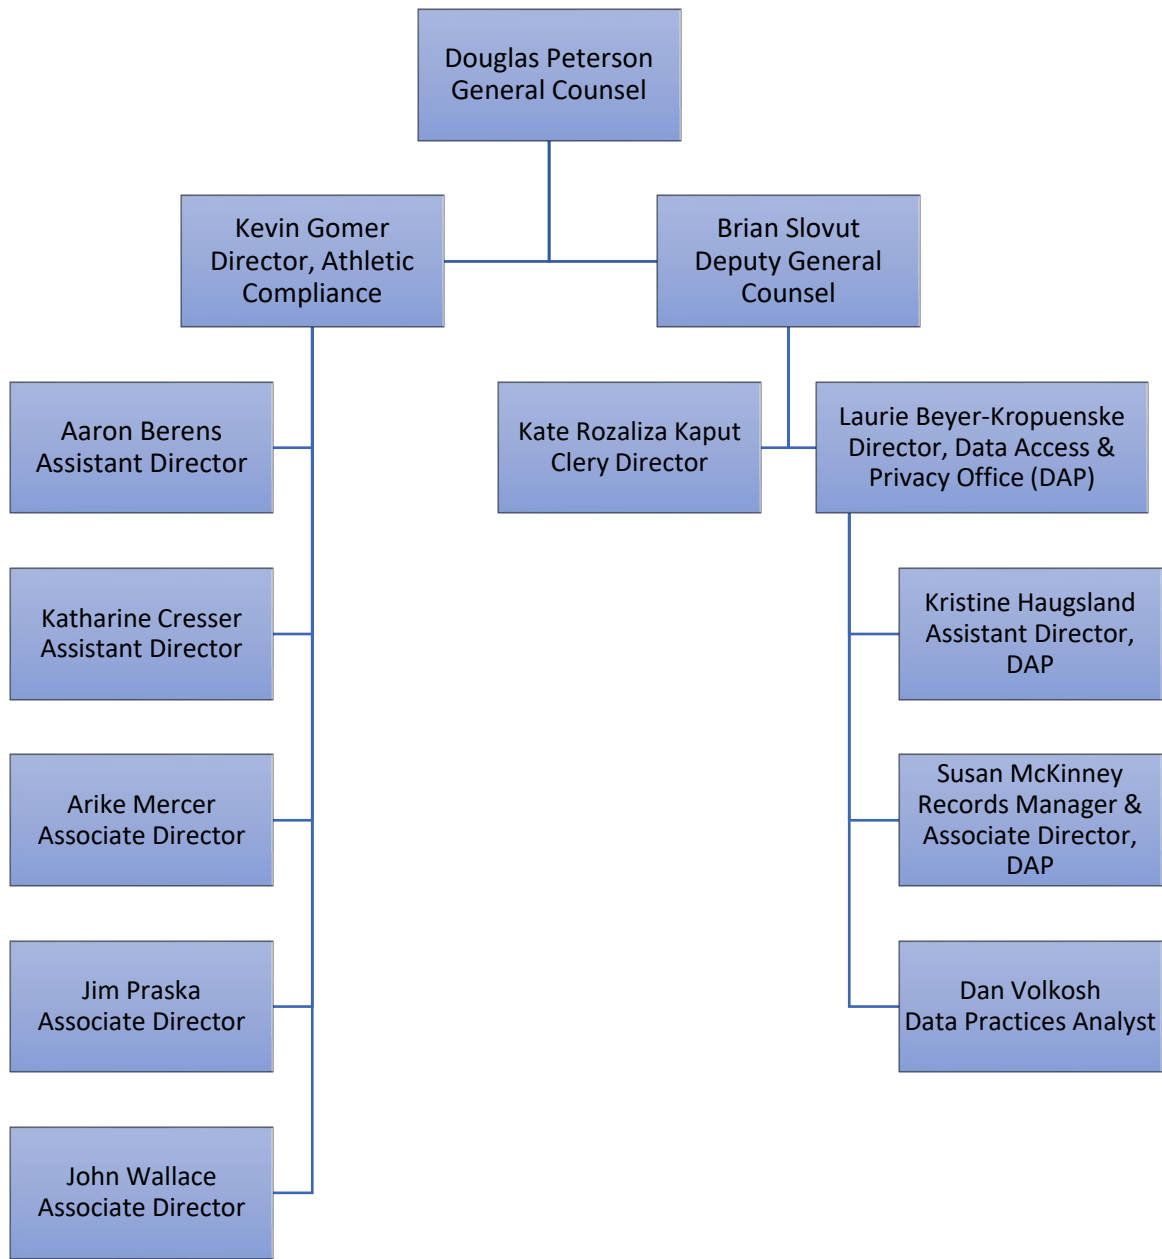 Douglas Peterson
General Counsel
Kevin Gomer
Director, Athletic
Compliance
Brian Slovut
Deputy General
Counsel
Aaron Berens
Assistant Director
Katharine Cresser
Assistant Director
Arike Mercer
Associate Director
Jim Praska
Associate Director
John Wallace
Associate Director
Kate Rozaliza Kaput
Clery Director
Laurie Beyer-Kropuenske
Director, Data Access &
Privacy Office (DAP)
Kristine Haugsland
Assistant Director,
DAP
Susan McKinney
Records Manager &
Associate Director,
DAP
Dan Volkosh
Data Practices Analyst